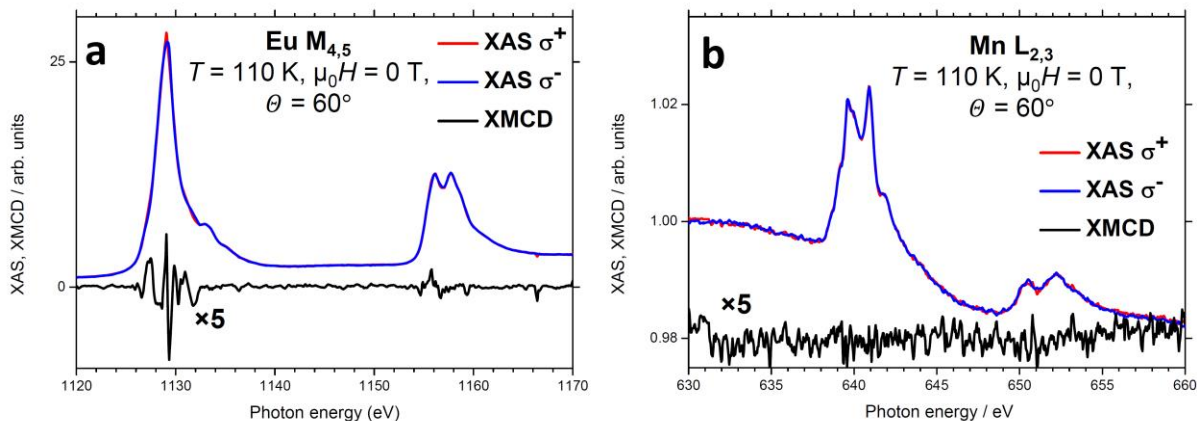 a
Eu M4,5
T = 110 K, μ0H = 0 T,
Θ = 60°
XAS σ+
XAS σ-
XMCD
×5
25
0
XAS, XMCD / arb. units
1120 1130 1140 1150 1160 1170
Photon energy (eV)
b
Mn L2,3
T = 110 K, μ0H = 0 T,
Θ = 60°
XAS σ+
XAS σ-
XMCD
×5
1.02
1.00
0.98
XAS, XMCD / arb. units
630 635 640 645 650 655 660
Photon energy / eV